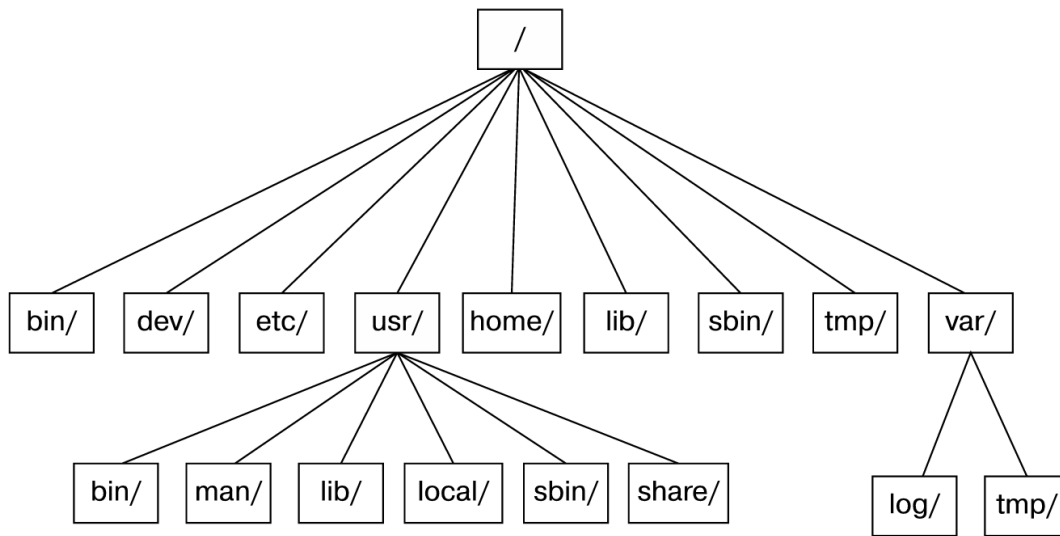 /
bin/ dev/ etc/ usr/ home/ lib/ sbin/ tmp/ var/
bin/ man/ lib/ local/ sbin/ share/ log/ tmp/